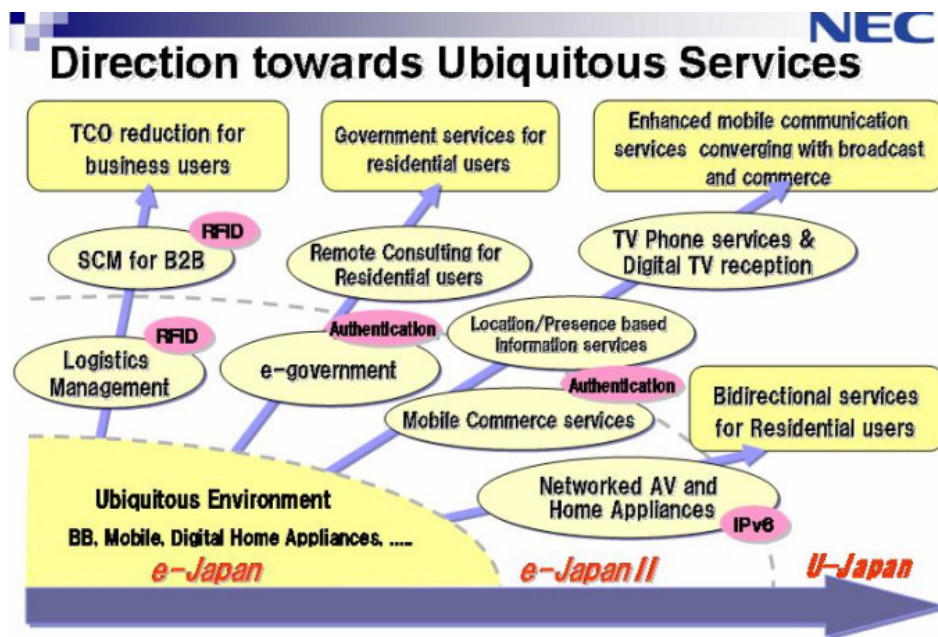 NEC
Direction towards Ubiquitous Services
TCO reduction for
business users
Government services for
residential users
Enhanced mobile communication
services converging with broadcast
and commerce
RFID
SCM for B2B
Remote Consulting for
Residential users
TV Phone services &
Digital TV reception
RFID
Logistics
Management
Authentication
e-government
Location/Presence based
information services
Authentication
Mobile Commerce services
Bidirectional services
for Residential users
Networked AV and
Home Appliances
IPv6
Ubiquitous Environment
BB, Mobile, Digital Home Appliances, .....
e-Japan
e-JapanII
U-Japan